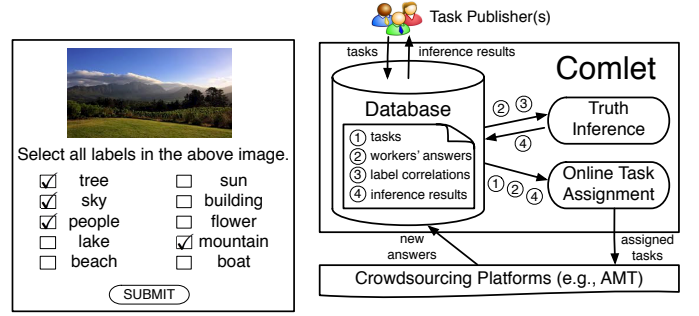 Select all labels in the above image.
tree
sun
sky
building
people
flower
lake
mountain
beach
boat
SUBMIT
Task Publisher(s)
tasks
inference results
Comlet
Database
1 tasks
2 workers' answers
3 label correlations
4 inference results
2 3
4
Truth
Inference
1 2 4
Online Task
Assignment
new
answers
assigned
tasks
Crowdsourcing Platforms (e.g., AMT)